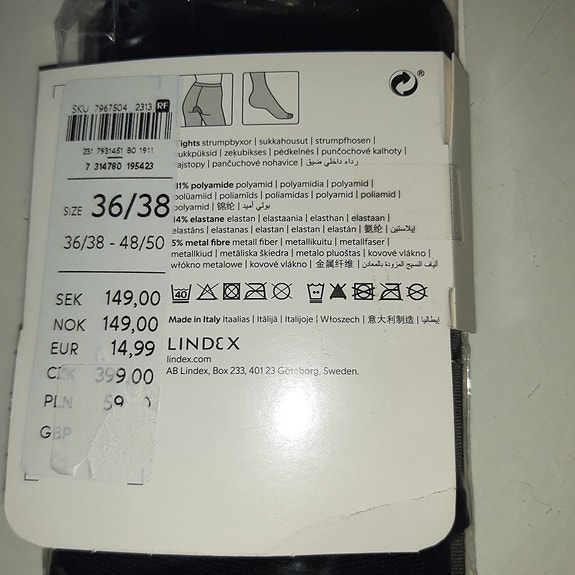 SKU 7967504 2313 RF
231 7931451 80 1911
7 314780 195423
SIZE 36/38
36/38 - 48/50
SEK 149,00
NOK 149,00
EUR 14,99
399.00
PLN
®
strumpbyxor | sukkahousut | strumpfhosen |
| zeķubikses | pėdkelnės | punčochové kalhoty |
| pančuchové nohavice | رداء داخلي ضيق
81% polyamide polyamid | polyamidia | polyamid |
| poliamīds | poliamidas | polyamid | poliamid |
polyamid | 锦纶 | بولي أميد
14% elastane elastan | elastaania | elasthan | elastaan |
elastāns | elastanas | elastan | elastan | elastán | 氨纶 | إيلاستين
5% metal fibre metall fiber | metallikuitu | metallfaser |
metallkiud | metāliska šķiedra | metalo pluoštas | kovové vlákno |
włókno metalowe | kovové vlákno | 金属纤维 | ألياف النسيج المزودة بالمعادن
40
Made in Italy Itaalias | Itālijā | Italijoje | Włoszech | 意大利制造 | إيطاليا
LINDEX
lindex.com
AB Lindex, Box 233, 401 23 Göteborg, Sweden.